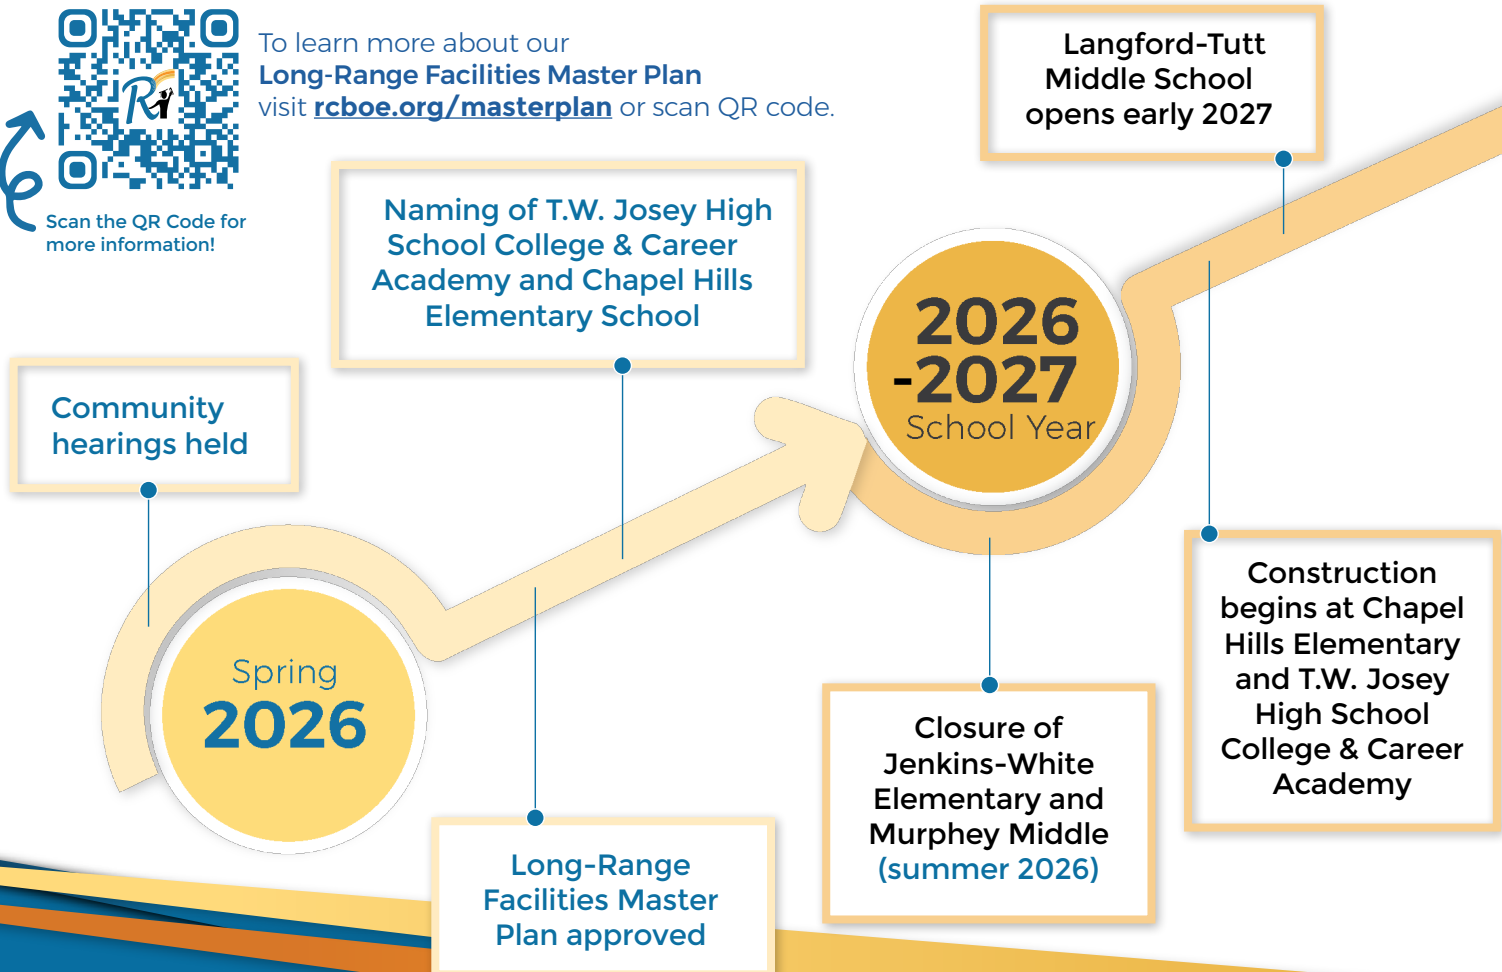 To learn more about our
Long-Range Facilities Master Plan
visit rcboe.org/masterplan or scan QR code.
Scan the QR Code for
more information!
Community
hearings held
Spring
2026
Long-Range
Facilities Master
Plan approved
Naming of T.W. Josey High
School College & Career
Academy and Chapel Hills
Elementary School
2026
-2027
School Year
Closure of
Jenkins-White
Elementary and
Murphey Middle
(summer 2026)
Construction
begins at Chapel
Hills Elementary
and T.W. Josey
High School
College & Career
Academy
Langford-Tutt
Middle School
opens early 2027